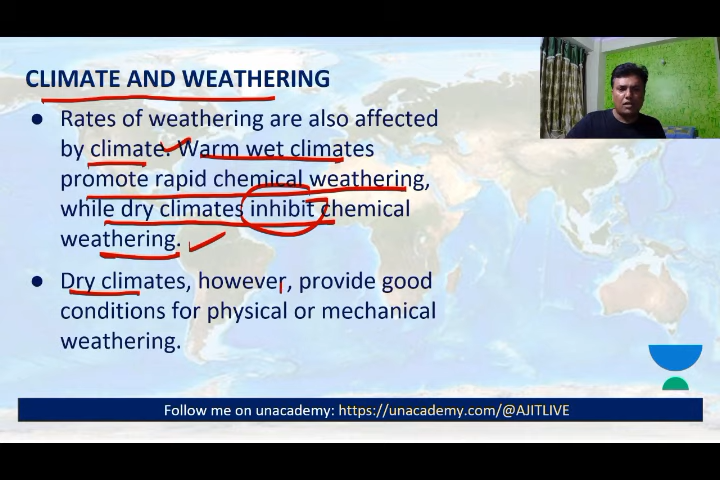 CLIMATE AND WEATHERING
● Rates of weathering are also affected
by climate. Warm wet climates
promote rapid chemical weathering,
while dry climates inhibit chemical
weathering.
● Dry climates, however, provide good
conditions for physical or mechanical
weathering.
Follow me on unacademy: https://unacademy.com/@AJITLIVE